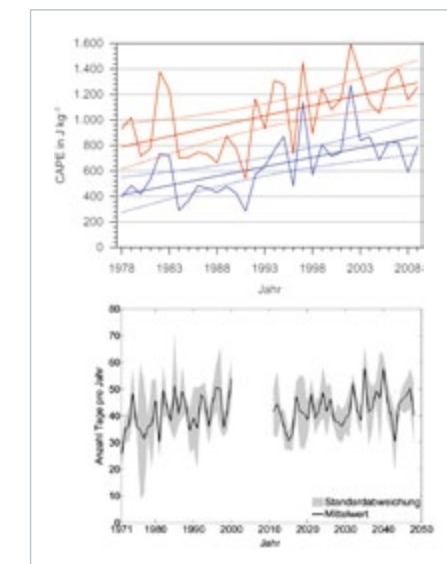 1.600
1.400
1.200
1.000
800
600
400
200
0
CAPE in J kg⁻¹
1978 1983 1988 1993 1998 2003 2008
Jahr
80
70
60
50
40
30
20
10
0
Anzahl Tage pro Jahr
Standardabweichung
Mittelwert
1971 1980 1990 2000 2010 2020 2030 2040 2050
Jahr